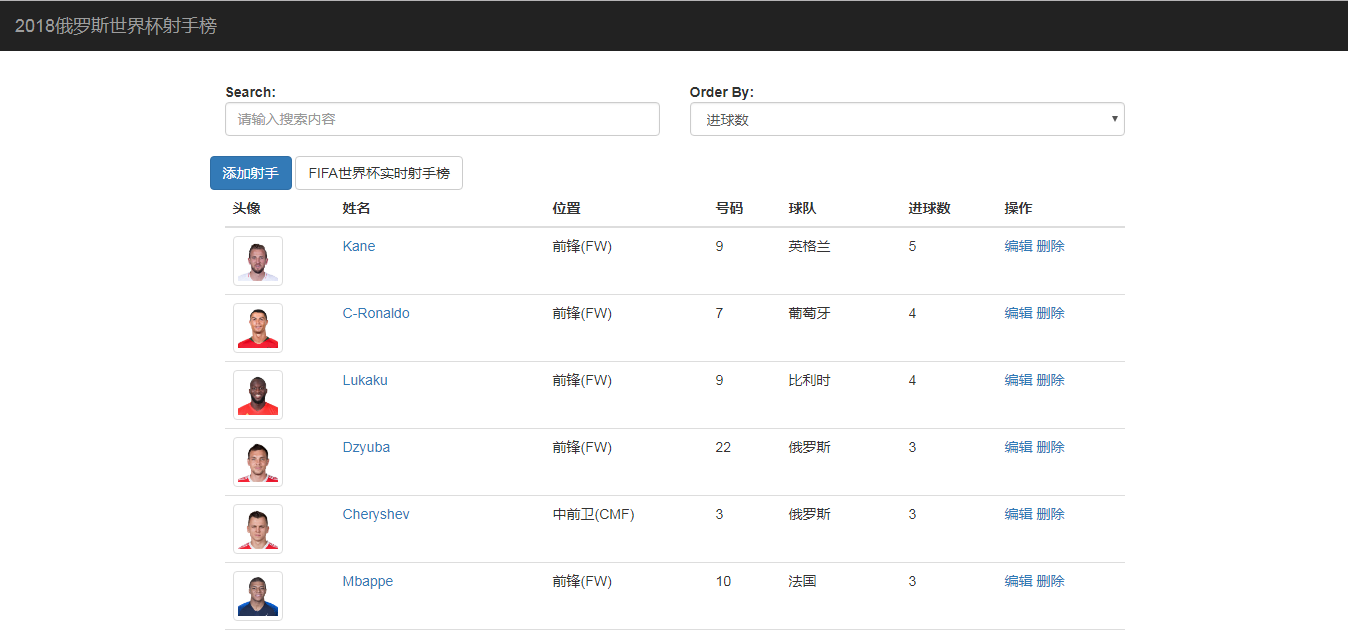 2018俄罗斯世界杯射手榜
Search: Order By:
请输入搜索内容 进球数
添加射手 FIFA世界杯实时射手榜
头像 姓名 位置 号码 球队 进球数 操作
Kane 前锋(FW) 9 英格兰 5 编辑 删除
C-Ronaldo 前锋(FW) 7 葡萄牙 4 编辑 删除
Lukaku 前锋(FW) 9 比利时 4 编辑 删除
Dzyuba 前锋(FW) 22 俄罗斯 3 编辑 删除
Cheryshev 中前卫(CMF) 3 俄罗斯 3 编辑 删除
Mbappe 前锋(FW) 10 法国 3 编辑 删除